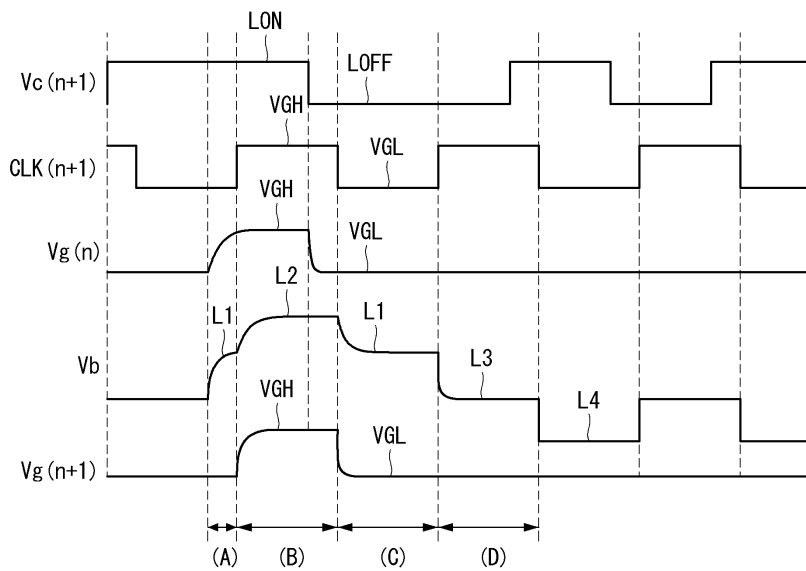 LON
Vc(n+1)
LOFF
VGH
CLK(n+1)
VGL
VGH
Vg(n)
VGL
L2
L1
L1
Vb
L3
L4
VGH
VGL
Vg(n+1)
(A) (B) (C) (D)